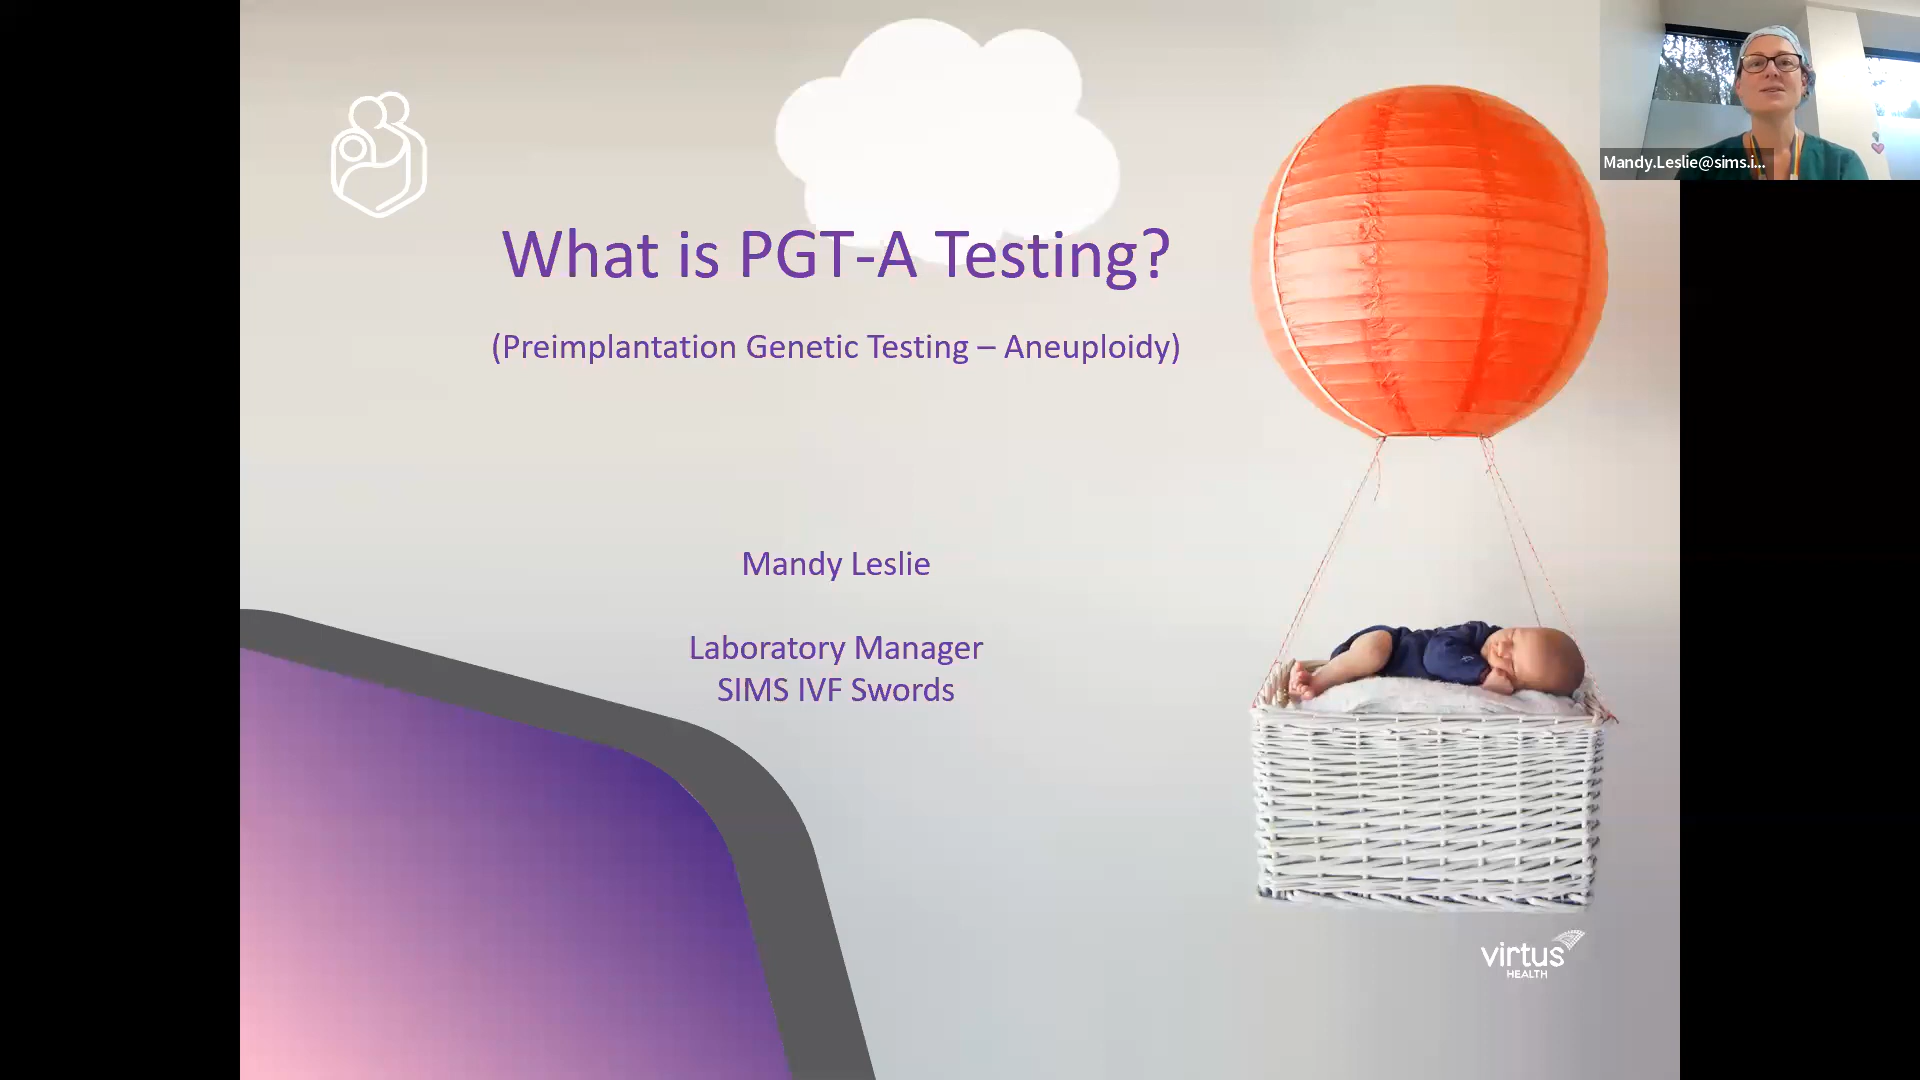 Mandy.Leslie@sims.i...
What is PGT-A Testing?
(Preimplantation Genetic Testing – Aneuploidy)
Mandy Leslie
Laboratory Manager
SIMS IVF Swords
virtus
HEALTH